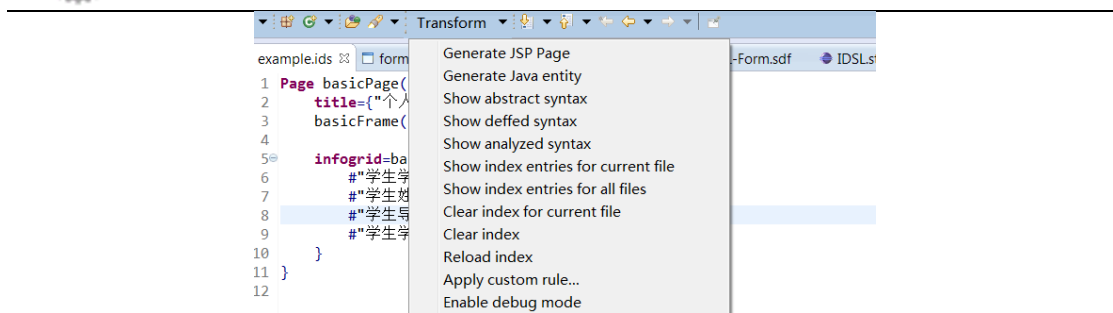 Transform
example.ids form -Form.sdf IDSL.s
1 Page basicPage(
2 title={"个人
3 basicFrame(
4
5 infogrid=ba
6 #"学生学
7 #"学生姓
8 #"学生导
9 #"学生学
10 }
11 }
12
Generate JSP Page
Generate Java entity
Show abstract syntax
Show deffed syntax
Show analyzed syntax
Show index entries for current file
Show index entries for all files
Clear index for current file
Clear index
Reload index
Apply custom rule...
Enable debug mode